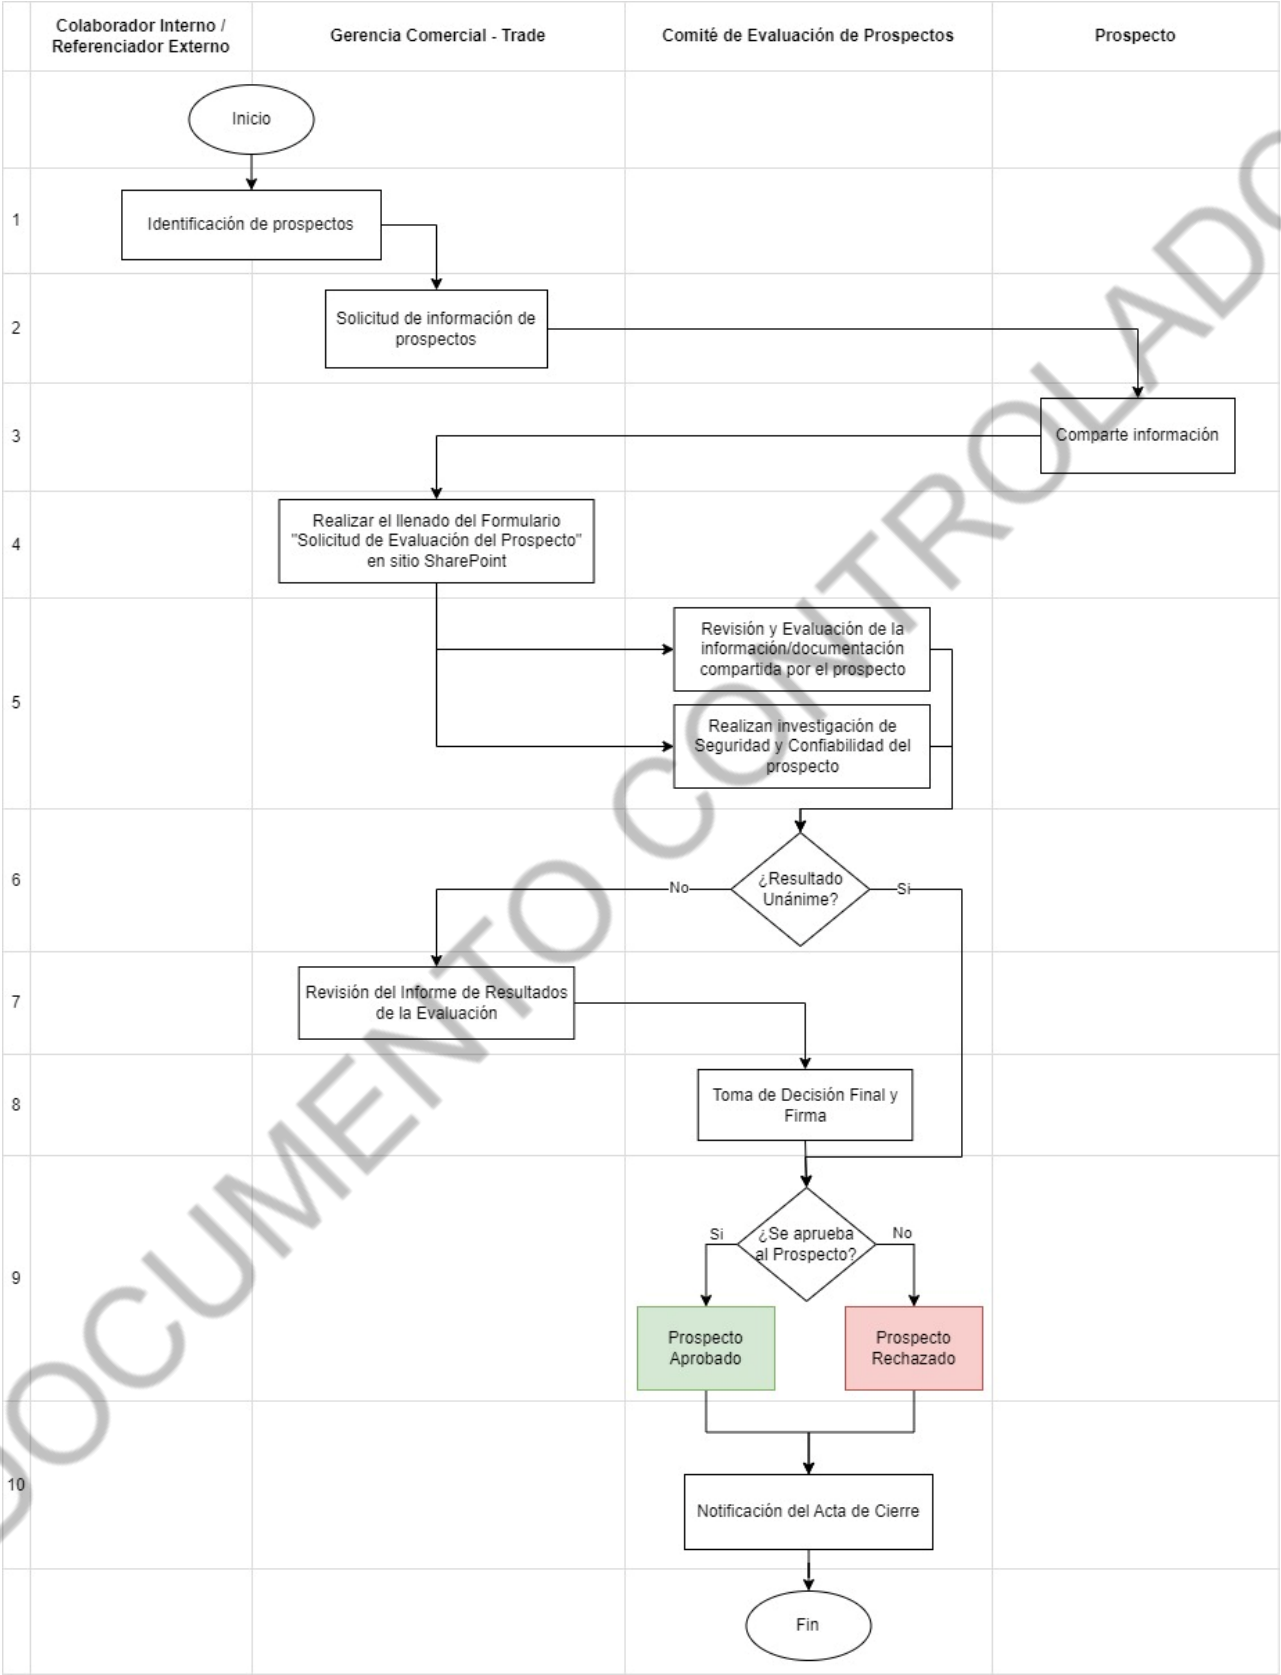 Colaborador Interno /
Referenciador Externo
Gerencia Comercial - Trade
Comité de Evaluación de Prospectos
Prospecto
Inicio
1
Identificación de prospectos
2
Solicitud de información de
prospectos
3
Comparte información
4
Realizar el llenado del Formulario
"Solicitud de Evaluación del Prospecto"
en sitio SharePoint
5
Revisión y Evaluación de la
información/documentación
compartida por el prospecto
Realizan investigación de
Seguridad y Confiabilidad del
prospecto
6
¿Resultado
Unánime?
No
Si
7
Revisión del Informe de Resultados
de la Evaluación
8
Toma de Decisión Final y
Firma
9
¿Se aprueba
al Prospecto?
Si
No
Prospecto
Aprobado
Prospecto
Rechazado
10
Notificación del Acta de Cierre
Fin
DOCUMENTO CONTROLADO